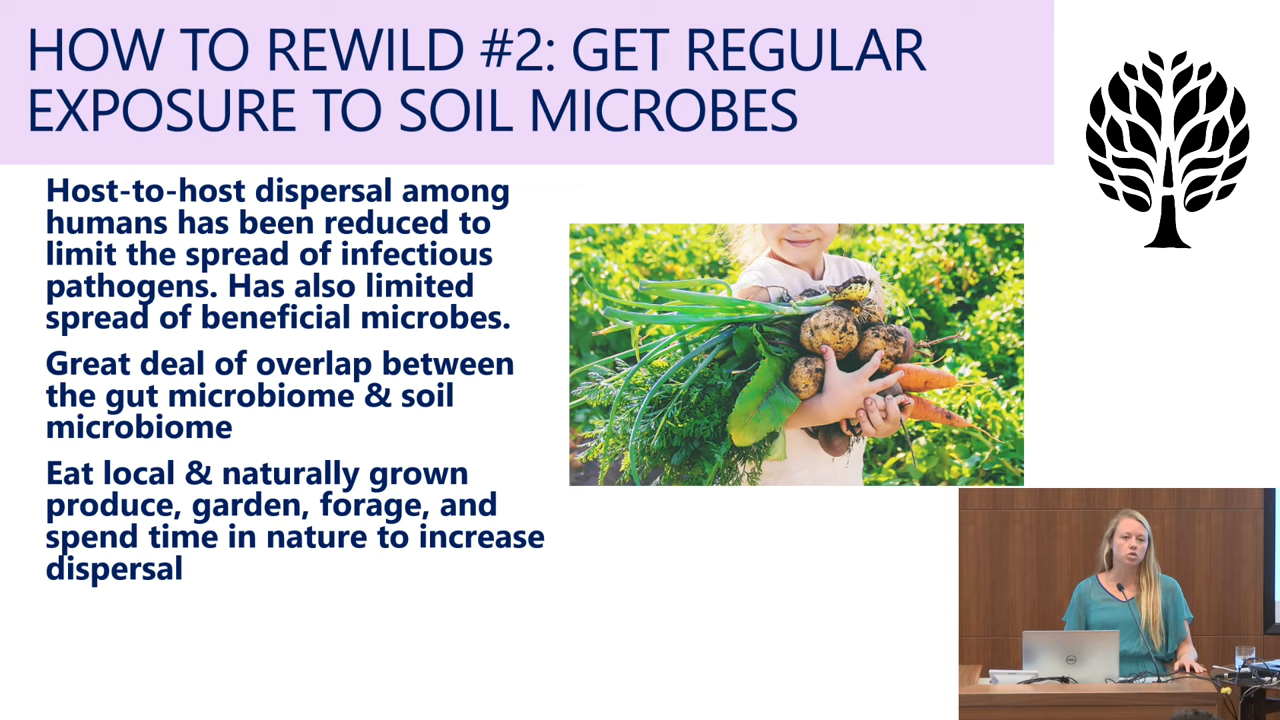 HOW TO REWILD #2: GET REGULAR
EXPOSURE TO SOIL MICROBES
Host-to-host dispersal among
humans has been reduced to
limit the spread of infectious
pathogens. Has also limited
spread of beneficial microbes.
Great deal of overlap between
the gut microbiome & soil
microbiome
Eat local & naturally grown
produce, garden, forage, and
spend time in nature to increase
dispersal
DELL